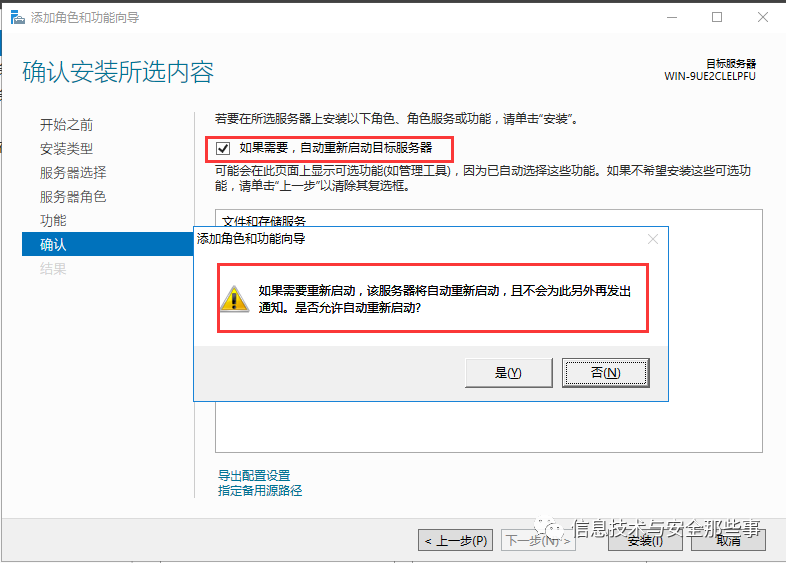 添加角色和功能向导
确认安装所选内容
目标服务器
WIN-9UE2CLELPFU
开始之前
安装类型
服务器选择
服务器角色
功能
确认
结果
若要在所选服务器上安装以下角色、角色服务或功能，请单击“安装”。
如果需要，自动重新启动目标服务器
可能会在此页面上显示可选功能(如管理工具)，因为已自动选择这些功能。如果不希望安装这些可选功
能，请单击“上一步”以清除其复选框。
文件和存储服务
添加角色和功能向导
如果需要重新启动，该服务器将自动重新启动，且不会为此另外再发出
通知。是否允许自动重新启动?
是(Y)
否(N)
导出配置设置
指定备用源路径
< 上一步(P)
下一步(N) >
安装(I)
取消
信息技术与安全那些事